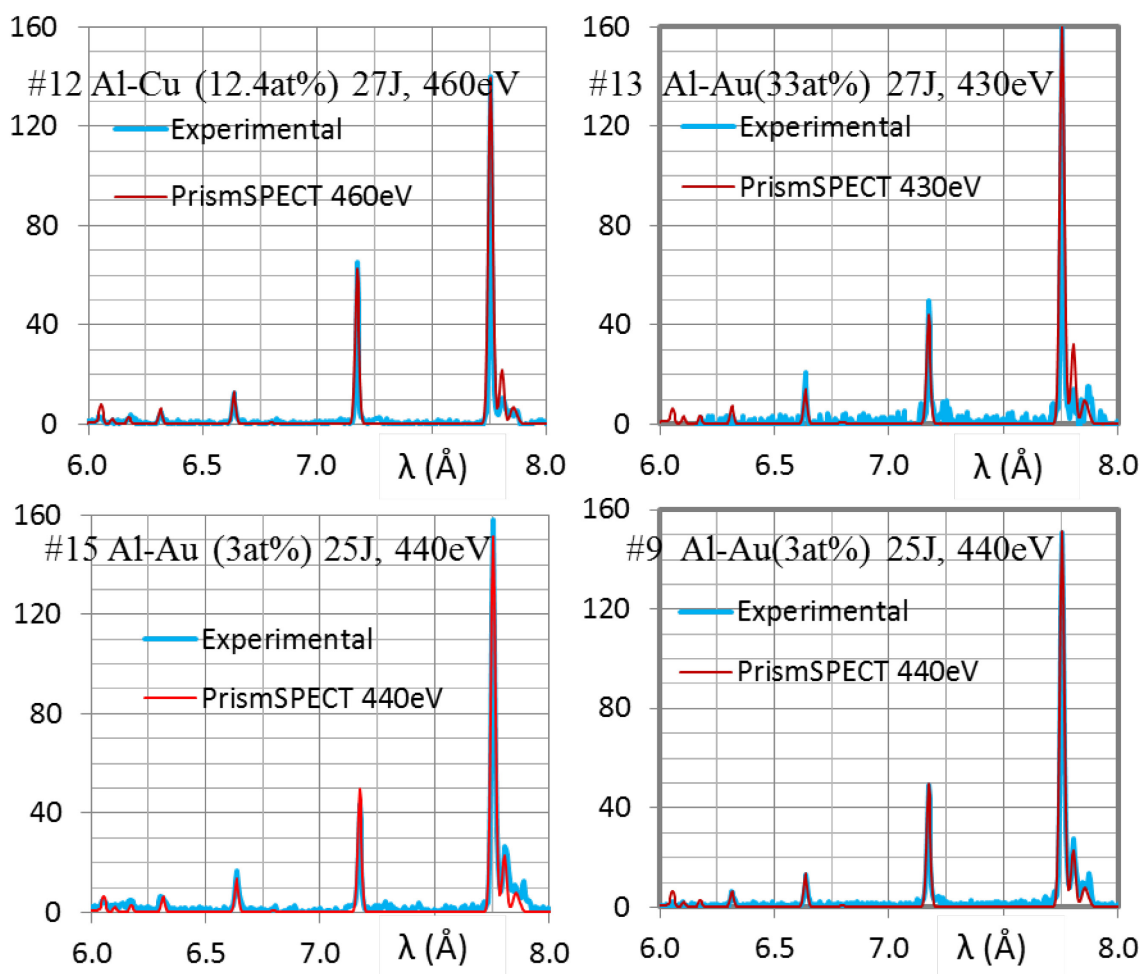 160
#12 Al-Cu (12.4at%) 27J, 460eV
120
Experimental
PrismSPECT 460eV
80
40
0
6.0 6.5 7.0 λ (Å) 8.0
160
#13 Al-Au(33at%) 27J, 430eV
120
Experimental
PrismSPECT 430eV
80
40
0
6.0 6.5 7.0 λ (Å) 8.0
160
#15 Al-Au (3at%) 25J, 440eV
120
Experimental
PrismSPECT 440eV
80
40
0
6.0 6.5 7.0 λ (Å) 8.0
160
#9 Al-Au(3at%) 25J, 440eV
120
Experimental
PrismSPECT 440eV
80
40
0
6.0 6.5 7.0 λ (Å) 8.0